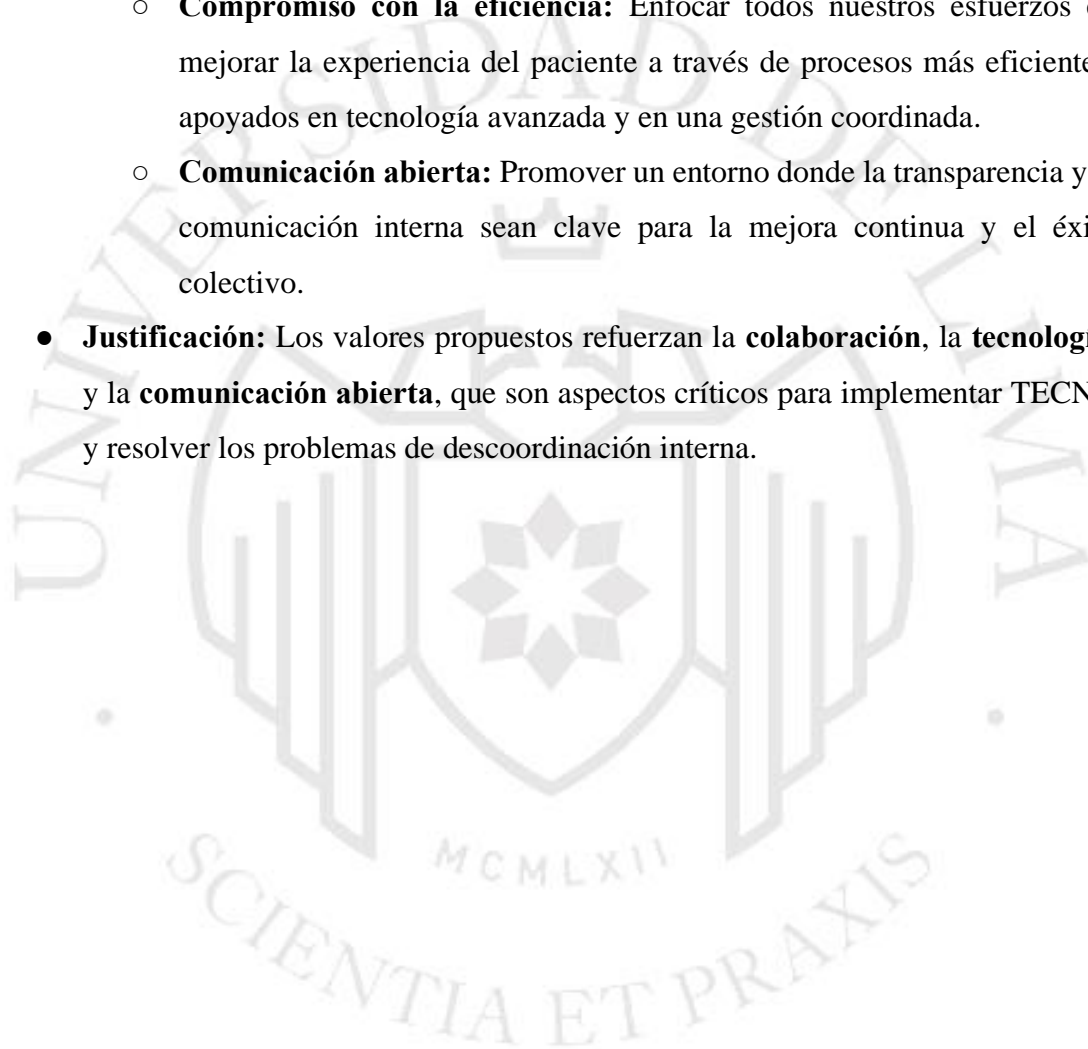 ○ Compromiso con la eficiencia: Enfocar todos nuestros esfuerzos
mejorar la experiencia del paciente a través de procesos más eficiente
apoyados en tecnología avanzada y en una gestión coordinada.
○ Comunicación abierta: Promover un entorno donde la transparencia y
comunicación interna sean clave para la mejora continua y el éxi
colectivo.
● Justificación: Los valores propuestos refuerzan la colaboración, la tecnolog
y la comunicación abierta, que son aspectos críticos para implementar TECN
y resolver los problemas de descoordinación interna.
UNIVERSIDAD DE LIMA
MCMLXII
SCIENTIA ET PRAXIS